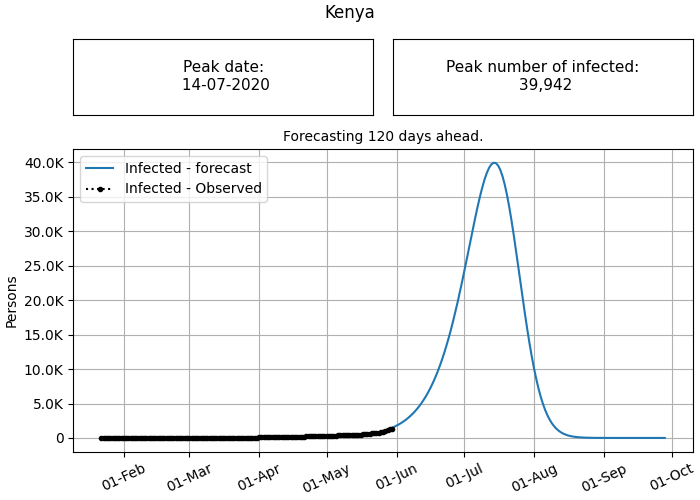 Kenya
Peak date:
14-07-2020
Peak number of infected:
39,942
Forecasting 120 days ahead.
Infected - forecast
Infected - Observed
40.0K
35.0K
30.0K
25.0K
20.0K
15.0K
10.0K
5.0K
0
Persons
01-Feb
01-Mar
01-Apr
01-May
01-Jun
01-Jul
01-Aug
01-Sep
01-Oct